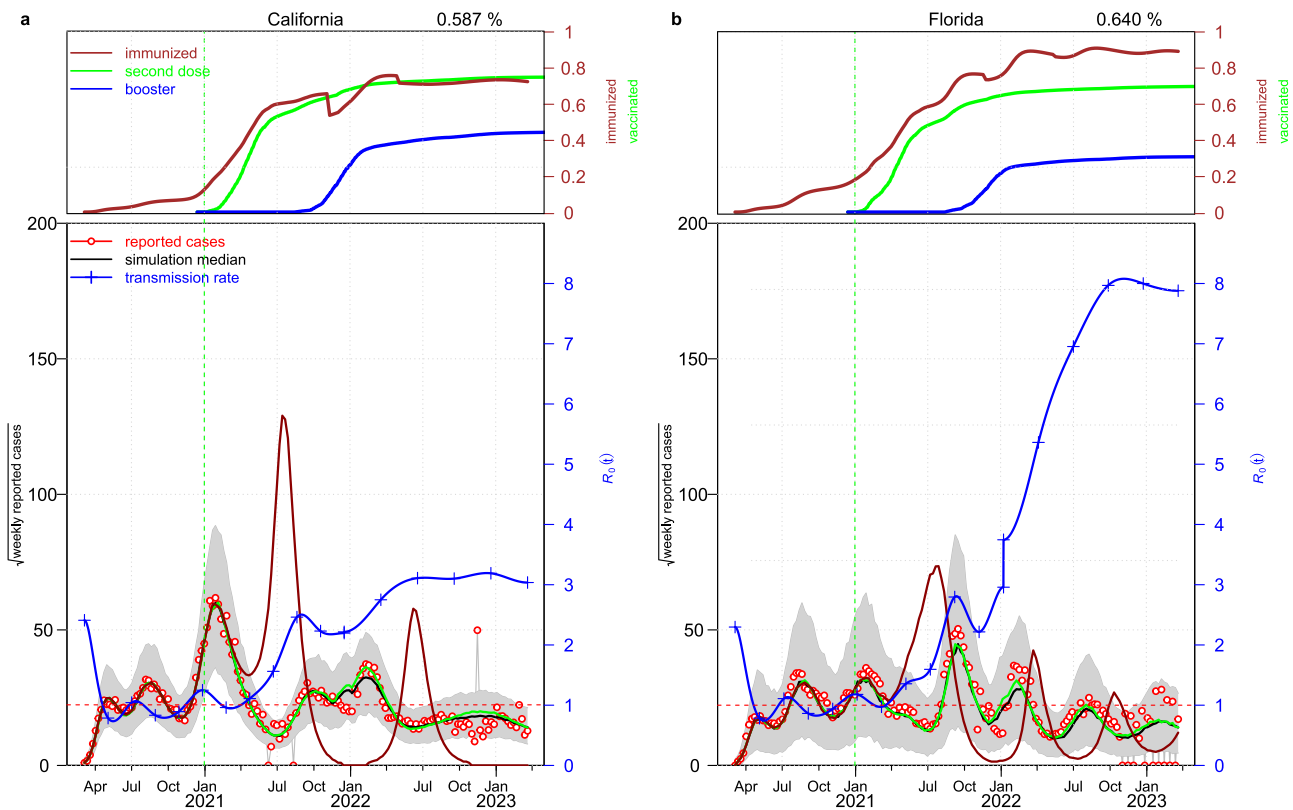 a California 0.587 %
immunized
second dose
booster
1
0.8
0.6
0.4
0.2
0
immunized
vaccinated
reported cases
simulation median
transmission rate
200
150
100
50
0
√weekly reported cases
8
7
6
5
4
3
2
1
0
R0(t)
Apr Jul Oct Jan Apr Jul Oct Jan Apr Jul Oct Jan
2021 2022 2023
b Florida 0.640 %
1
0.8
0.6
0.4
0.2
0
immunized
vaccinated
200
150
100
50
0
√weekly reported cases
8
7
6
5
4
3
2
1
0
R0(t)
Apr Jul Oct Jan Apr Jul Oct Jan Apr Jul Oct Jan
2021 2022 2023